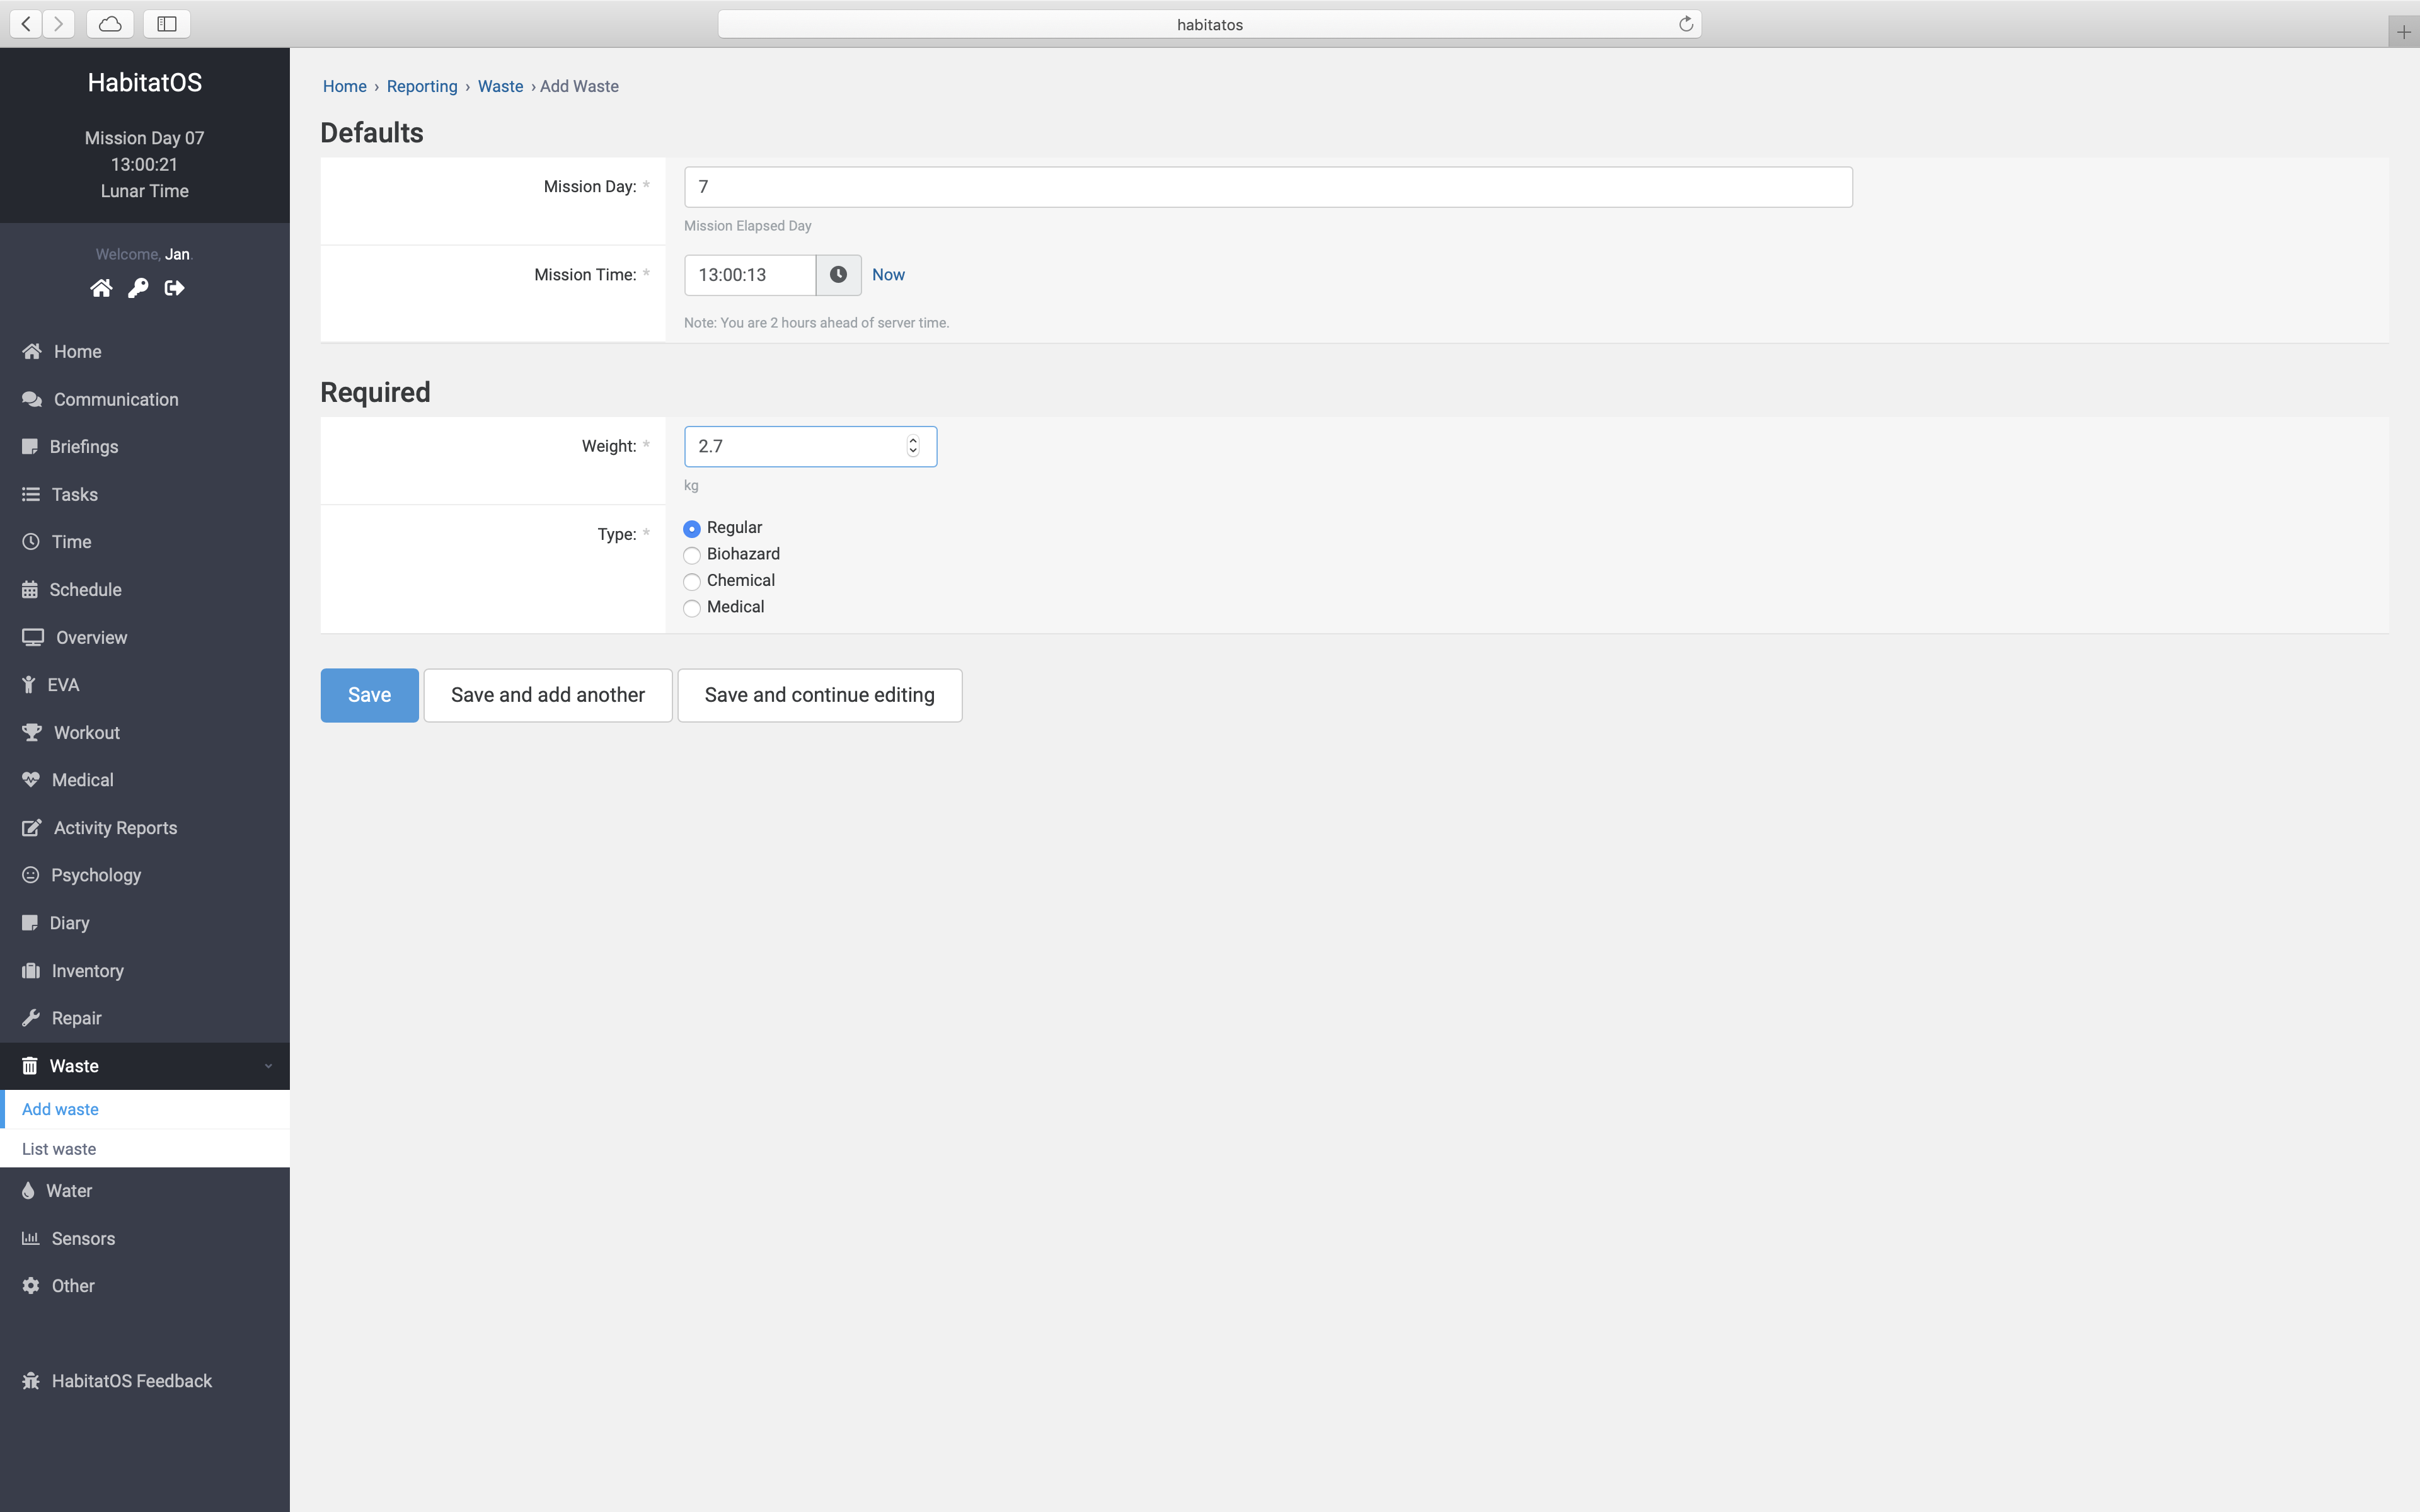 habitatos
HabitatOS
Mission Day 07
13:00:21
Lunar Time
Welcome, Jan.
Home
Communication
Briefings
Tasks
Time
Schedule
Overview
EVA
Workout
Medical
Activity Reports
Psychology
Diary
Inventory
Repair
Waste
Add waste
List waste
Water
Sensors
Other
HabitatOS Feedback
Home › Reporting › Waste › Add Waste
Defaults
Mission Day: * 7
Mission Elapsed Day
Mission Time: * 13:00:13 Now
Note: You are 2 hours ahead of server time.
Required
Weight: * 2.7
kg
Type: * Regular
Biohazard
Chemical
Medical
Save Save and add another Save and continue editing